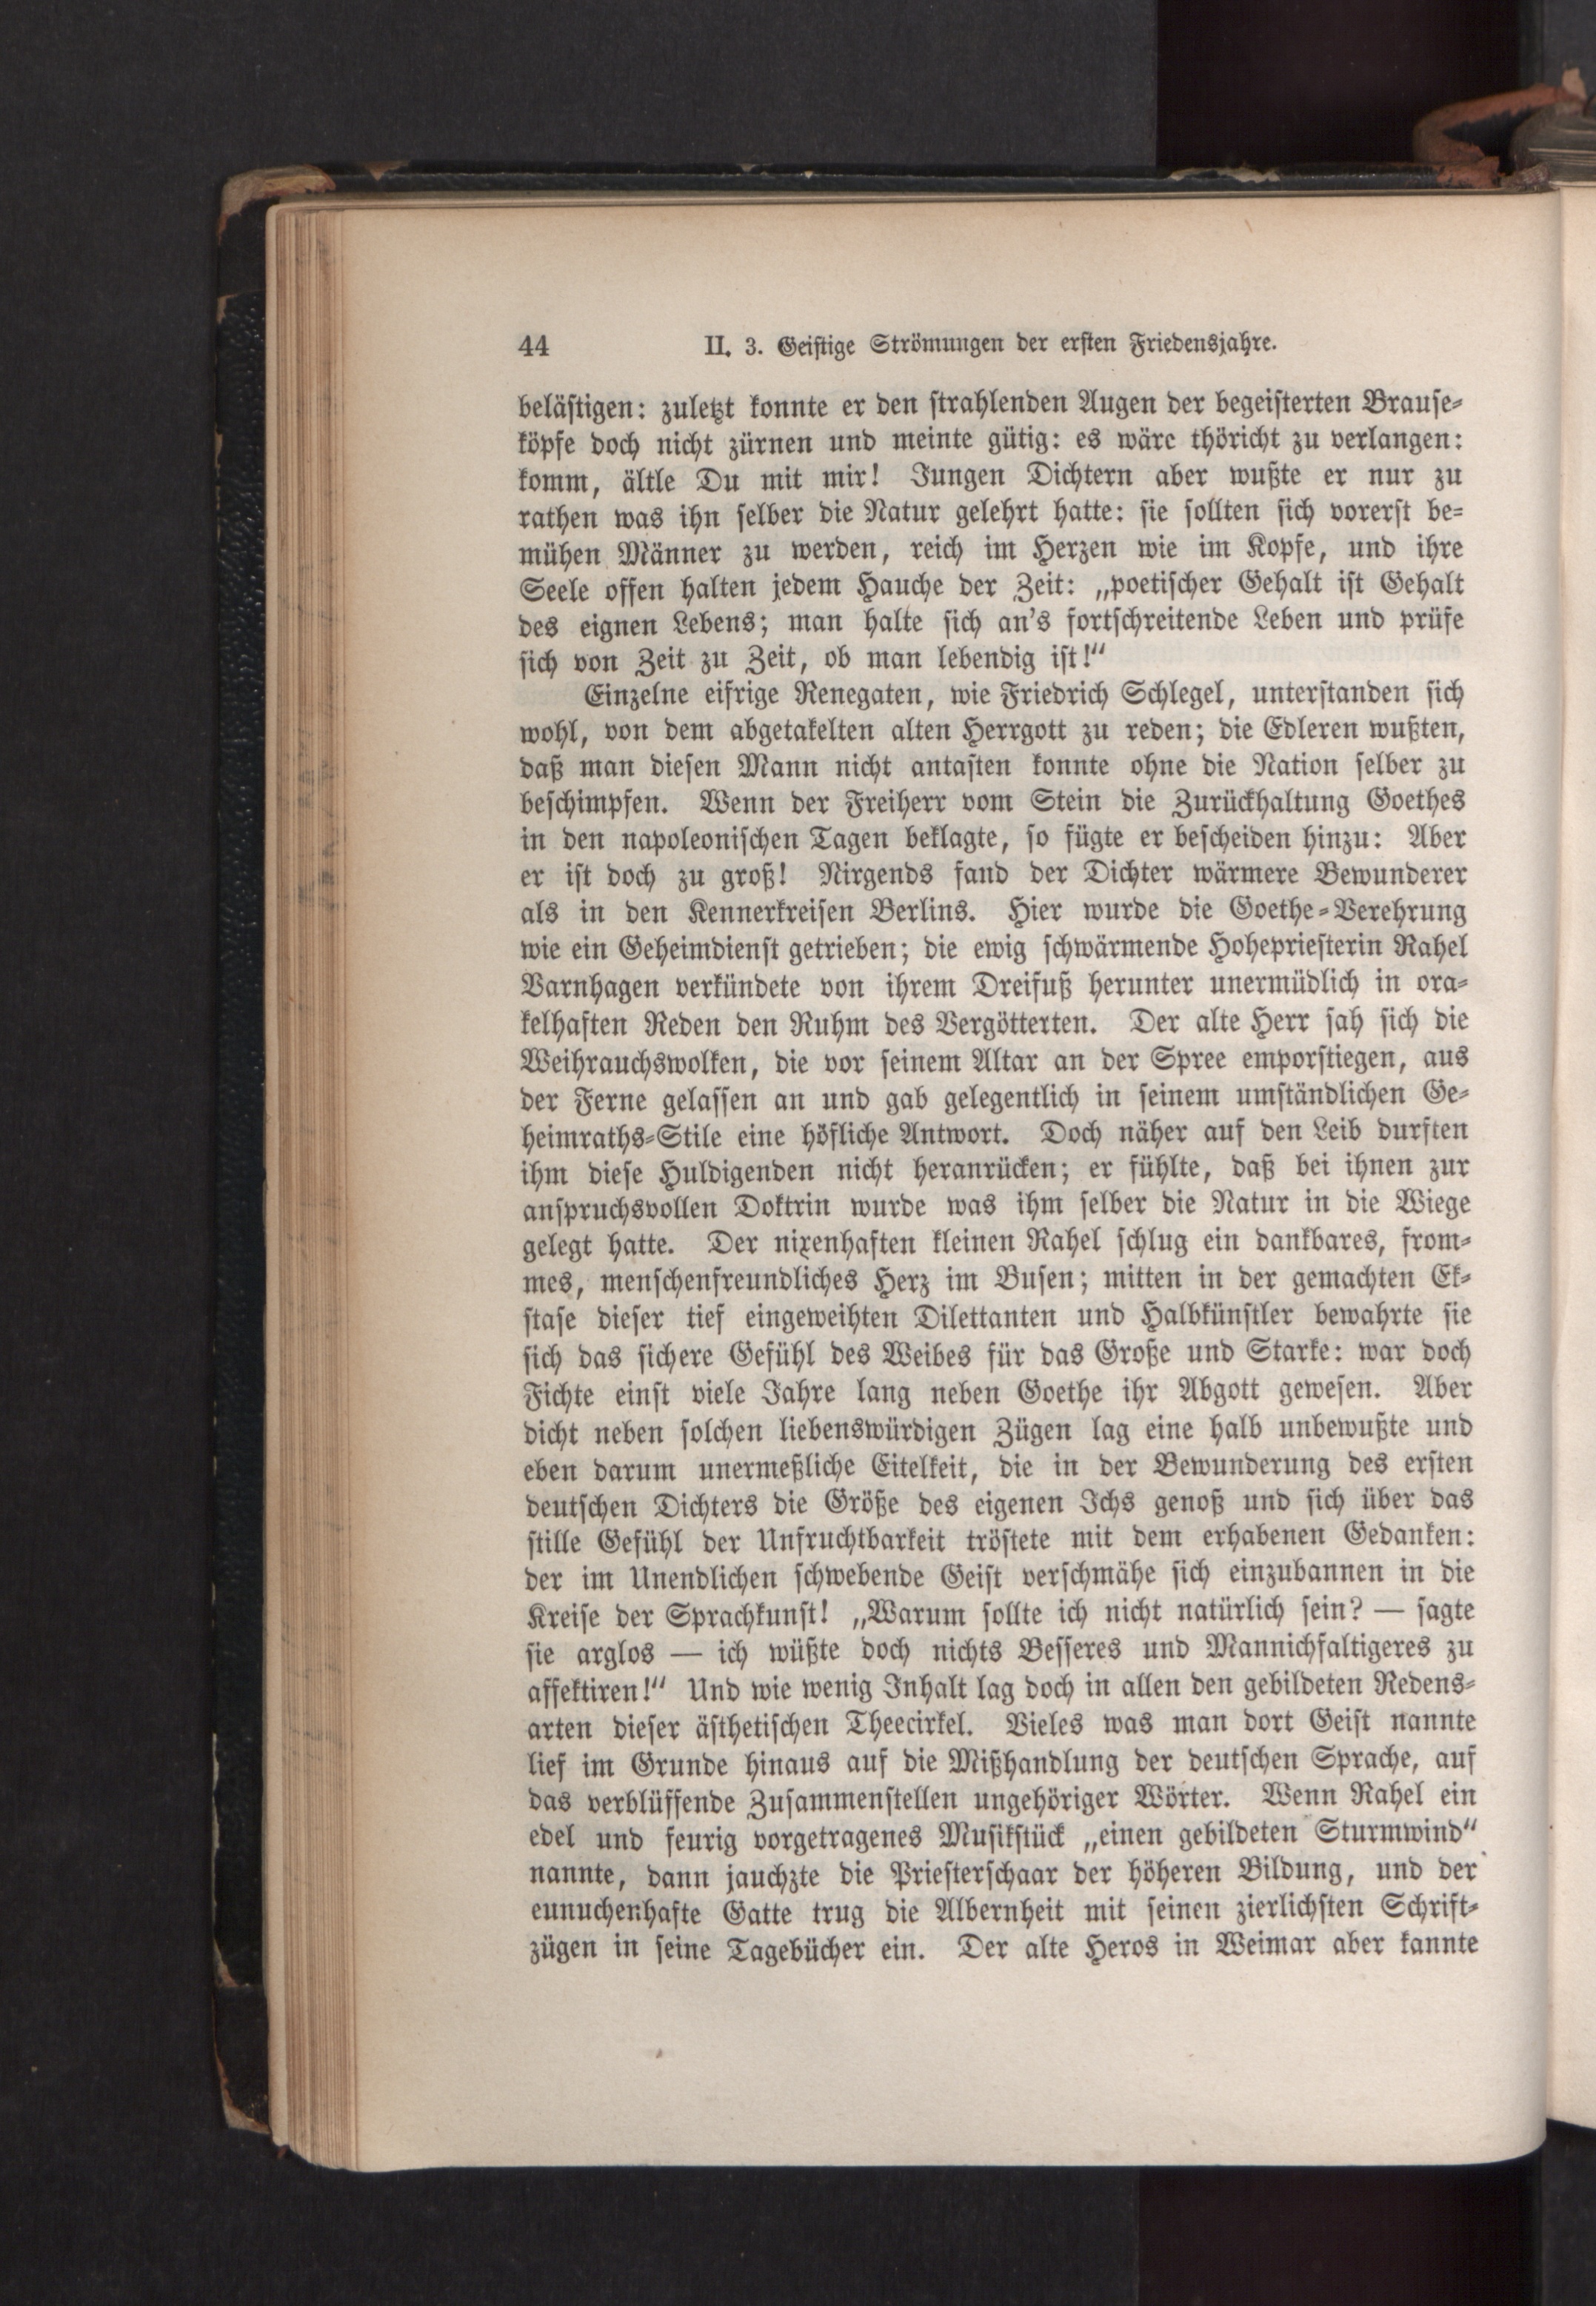 44 II. 3. Geistige Strömungen der ersten Friedensjahre.
belästigen: zuletzt konnte er den strahlenden Augen der begeisterten Brause-
köpfe doch nicht zürnen und meinte gütig: es wäre thöricht zu verlangen:
komm, ältle Du mit mir! Jungen Dichtern aber wußte er nur zu
rathen was ihn selber die Natur gelehrt hatte: sie sollten sich vorerst be-
mühen Männer zu werden, reich im Herzen wie im Kopfe, und ihre
Seele offen halten jedem Hauche der Zeit: „poetischer Gehalt ist Gehalt
des eignen Lebens; man halte sich an's fortschreitende Leben und prüfe
sich von Zeit zu Zeit, ob man lebendig ist!“
Einzelne eifrige Renegaten, wie Friedrich Schlegel, unterstanden sich
wohl, von dem abgetakelten alten Herrgott zu reden; die Edleren wußten,
daß man diesen Mann nicht antasten konnte ohne die Nation selber zu
beschimpfen. Wenn der Freiherr vom Stein die Zurückhaltung Goethes
in den napoleonischen Tagen beklagte, so fügte er bescheiden hinzu: Aber
er ist doch zu groß! Nirgends fand der Dichter wärmere Bewunderer
als in den Kennerkreisen Berlins. Hier wurde die Goethe-Verehrung
wie ein Geheimdienst getrieben; die ewig schwärmende Hohepriesterin Rahel
Varnhagen verkündete von ihrem Dreifuß herunter unermüdlich in ora-
kelhaften Reden den Ruhm des Vergötterten. Der alte Herr sah sich die
Weihrauchswolken, die vor seinem Altar an der Spree emporstiegen, aus
der Ferne gelassen an und gab gelegentlich in seinem umständlichen Ge-
heimraths-Stile eine höfliche Antwort. Doch näher auf den Leib durften
ihm diese Huldigenden nicht heranrücken; er fühlte, daß bei ihnen zur
anspruchsvollen Doktrin wurde was ihm selber die Natur in die Wiege
gelegt hatte. Der nixenhaften kleinen Rahel schlug ein dankbares, from-
mes, menschenfreundliches Herz im Busen; mitten in der gemachten Ek-
stase dieser tief eingeweihten Dilettanten und Halbkünstler bewahrte sie
sich das sichere Gefühl des Weibes für das Große und Starke: war doch
Fichte einst viele Jahre lang neben Goethe ihr Abgott gewesen. Aber
dicht neben solchen liebenswürdigen Zügen lag eine halb unbewußte und
eben darum unermeßliche Eitelkeit, die in der Bewunderung des ersten
deutschen Dichters die Größe des eigenen Ichs genoß und sich über das
stille Gefühl der Unfruchtbarkeit tröstete mit dem erhabenen Gedanken:
der im Unendlichen schwebende Geist verschmähe sich einzubannen in die
Kreise der Sprachkunst! „Warum sollte ich nicht natürlich sein? — sagte
sie arglos — ich wüßte doch nichts Besseres und Mannichfaltigeres zu
affektiren!“ Und wie wenig Inhalt lag doch in allen den gebildeten Redens-
arten dieser ästhetischen Theecirkel. Vieles was man dort Geist nannte
lief im Grunde hinaus auf die Mißhandlung der deutschen Sprache, auf
das verblüffende Zusammenstellen ungehöriger Wörter. Wenn Rahel ein
edel und feurig vorgetragenes Musikstück „einen gebildeten Sturmwind“
nannte, dann jauchzte die Priesterschaar der höheren Bildung, und der
eunuchenhafte Gatte trug die Albernheit mit seinen zierlichsten Schrift-
zügen in seine Tagebücher ein. Der alte Heros in Weimar aber kannte